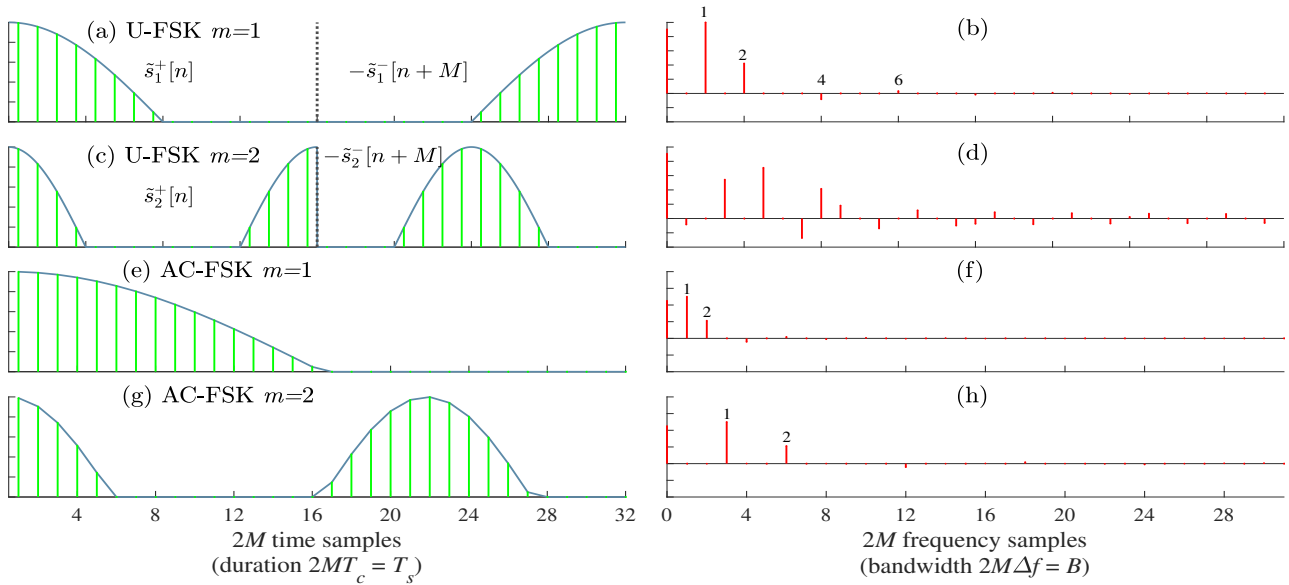 (a) U-FSK m=1
s̃₁⁺[n]
−s̃₁⁻[n + M]
(b)
1
2
4
6
(c) U-FSK m=2
s̃₂⁺[n]
−s̃₂⁻[n + M]
(d)
(e) AC-FSK m=1
(f)
1
2
(g) AC-FSK m=2
(h)
1
2
4 8 12 16 20 24 28 32
2M time samples
(duration 2MT_c = T_s)
0 4 8 12 16 20 24 28
2M frequency samples
(bandwidth 2MΔf = B)